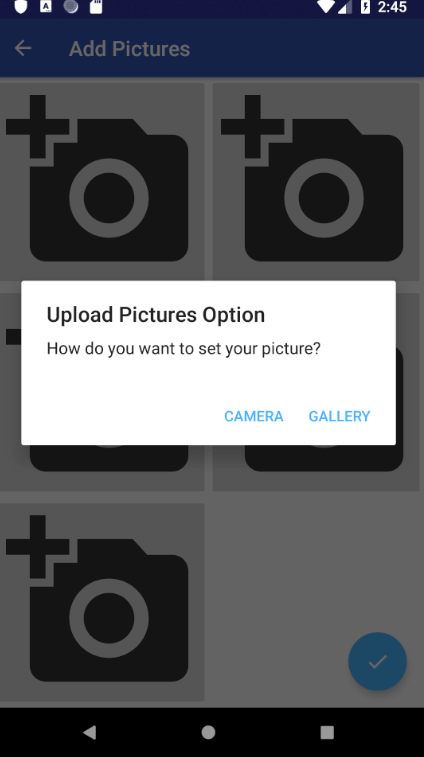 2:45
Add Pictures
Upload Pictures Option
How do you want to set your picture?
CAMERA GALLERY